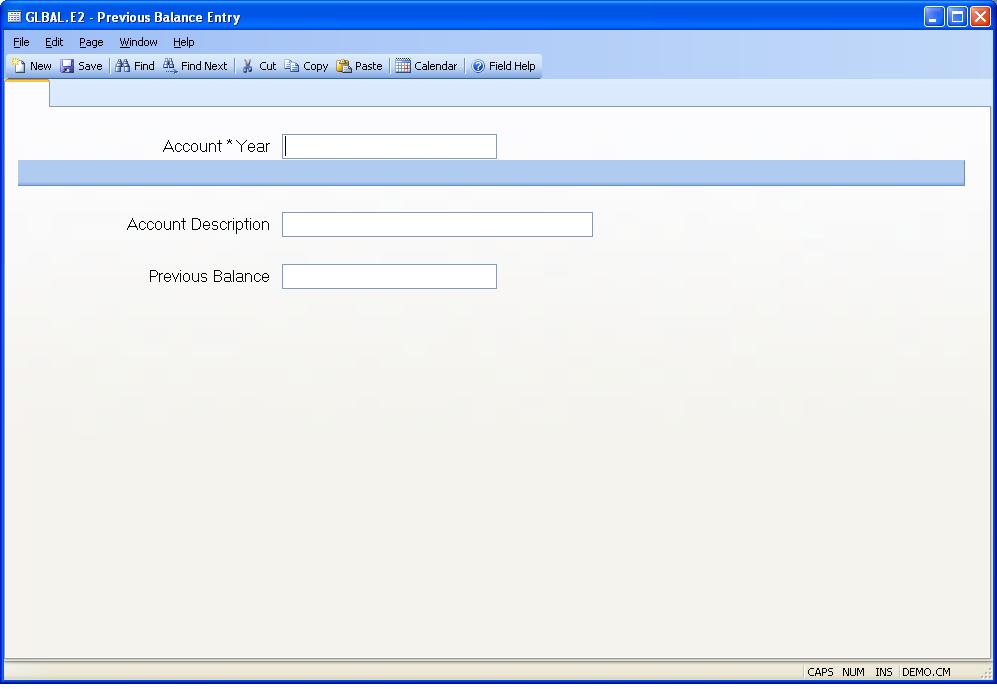 GLBAL.E2 - Previous Balance Entry
File Edit Page Window Help
New Save Find Find Next Cut Copy Paste Calendar Field Help
Account * Year
Account Description
Previous Balance
CAPS NUM INS DEMO.CM